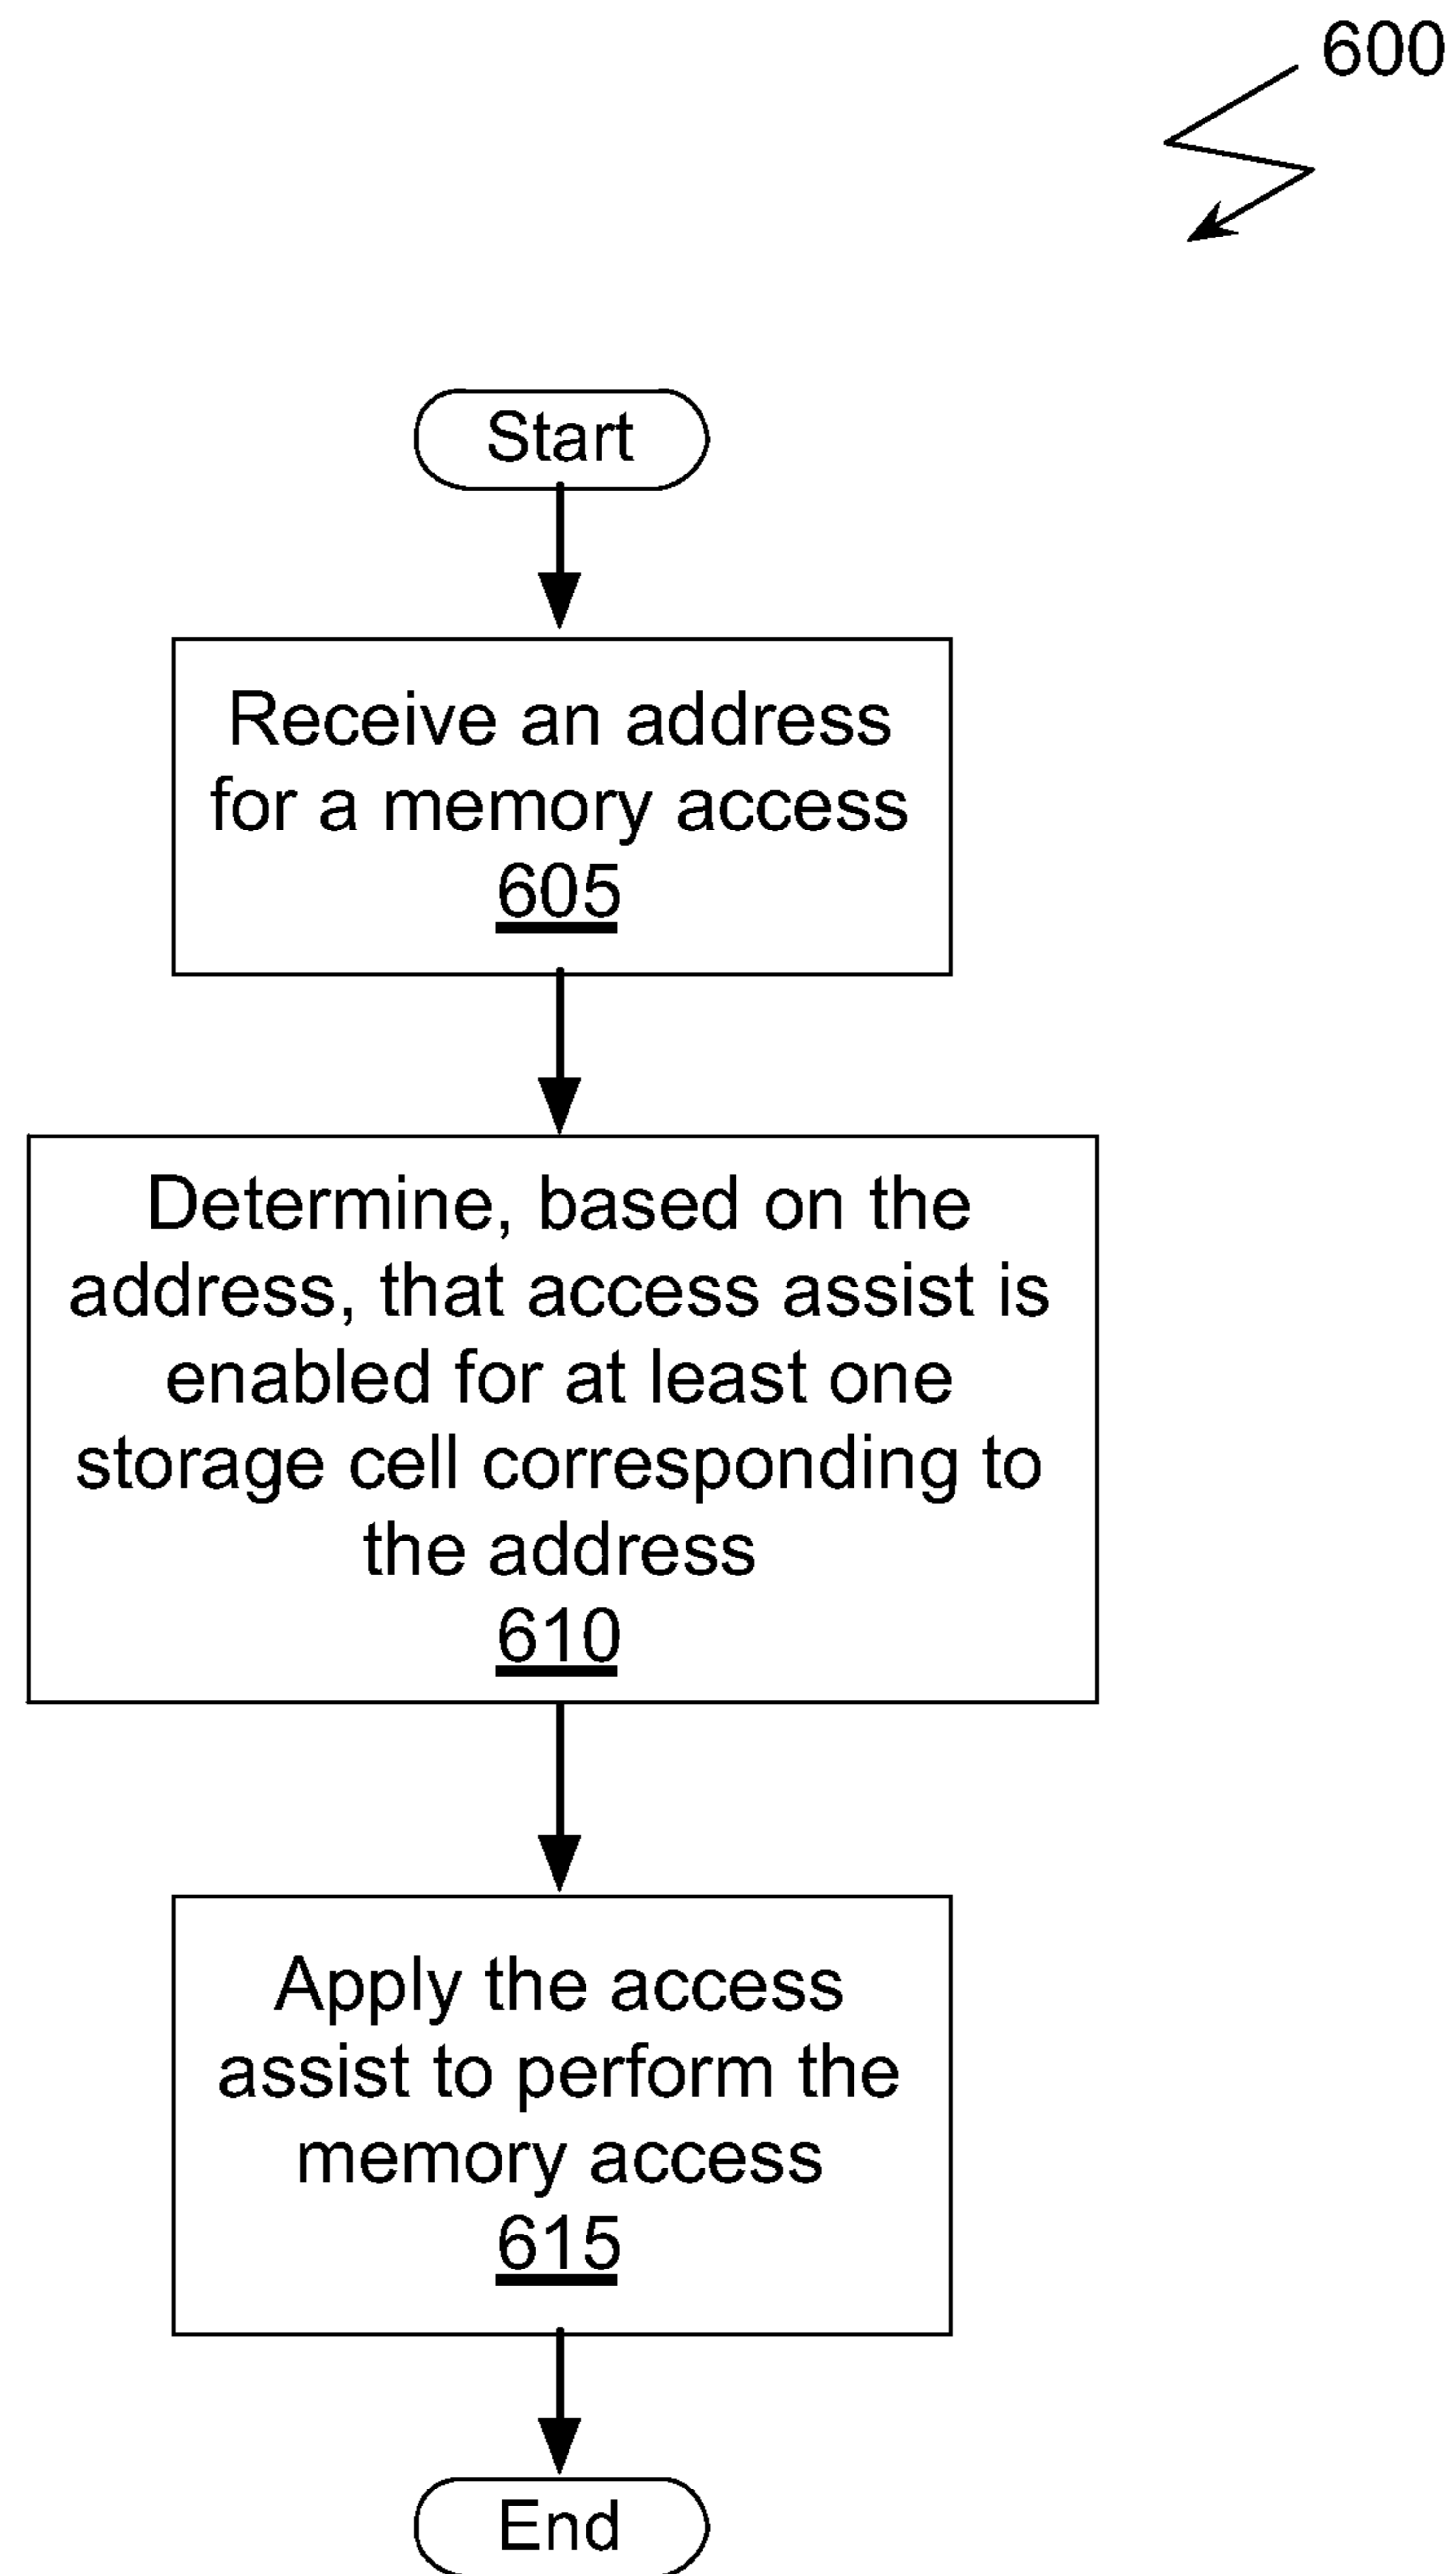 600
Start
Receive an address
for a memory access
605
Determine, based on the
address, that access assist is
enabled for at least one
storage cell corresponding to
the address
610
Apply the access
assist to perform the
memory access
615
End